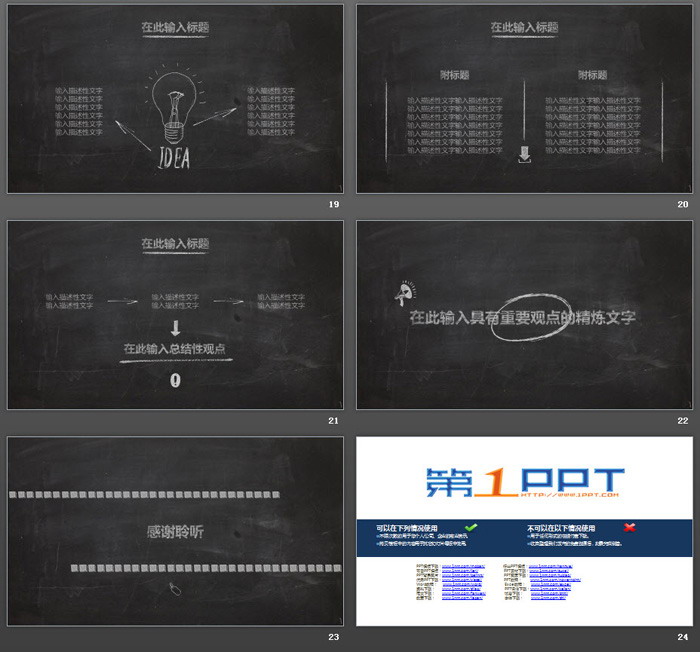 在此输入标题
输入描述性文字
输入描述性文字
输入描述性文字
输入描述性文字
输入描述性文字
输入描述性文字
输入描述性文字
输入描述性文字
输入描述性文字
输入描述性文字
输入描述性文字
输入描述性文字
IDEA
19
在此输入标题
附标题
附标题
输入描述性文字输入描述性文字
输入描述性文字输入描述性文字
输入描述性文字输入描述性文字
输入描述性文字输入描述性文字
输入描述性文字输入描述性文字
输入描述性文字输入描述性文字
输入描述性文字输入描述性文字
输入描述性文字输入描述性文字
输入描述性文字输入描述性文字
输入描述性文字输入描述性文字
输入描述性文字输入描述性文字
输入描述性文字输入描述性文字
输入描述性文字输入描述性文字
输入描述性文字输入描述性文字
20
在此输入标题
输入描述性文字
输入描述性文字
输入描述性文字
输入描述性文字
输入描述性文字
输入描述性文字
在此输入总结性观点
21
在此输入具有重要观点的精炼文字
22
感谢聆听
23
第1PPT
HTTP://WWW.1PPT.COM
可以在下列情况使用
不可以在以下情况使用
24